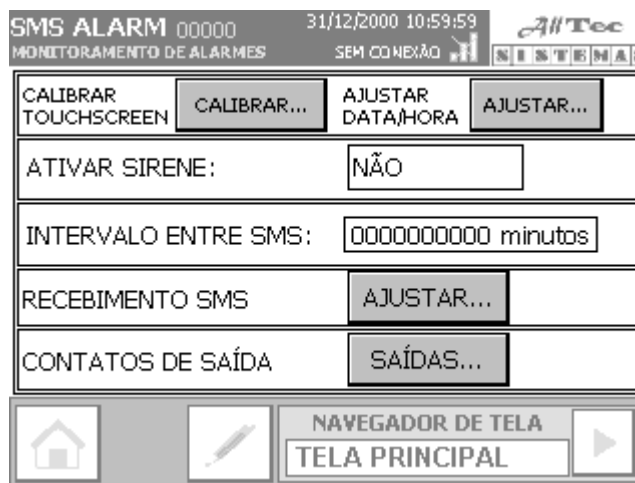 SMS ALARM 00000
31/12/2000 10:59:59
AllTec
MONITORAMENTO DE ALARMES
SEM CONEXÃO
SISTEMA
CALIBRAR
TOUCHSCREEN
CALIBRAR...
AJUSTAR
DATA/HORA
AJUSTAR...
ATIVAR SIRENE:
NÃO
INTERVALO ENTRE SMS:
0000000000 minutos
RECEBIMENTO SMS
AJUSTAR...
CONTATOS DE SAÍDA
SAÍDAS...
NAVEGADOR DE TELA
TELA PRINCIPAL